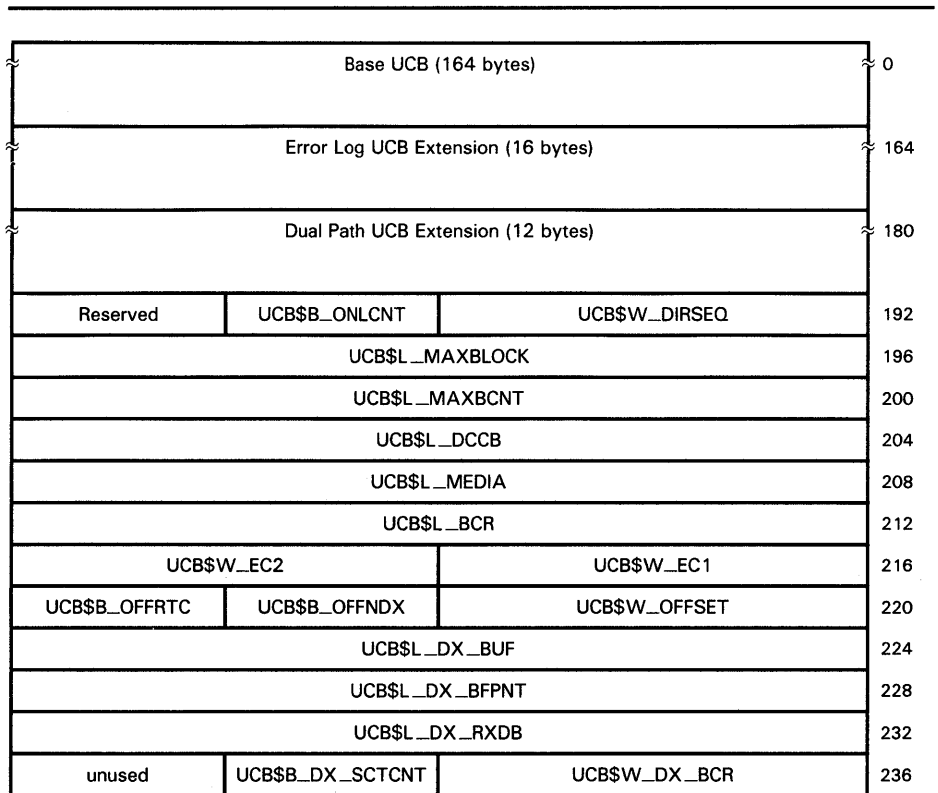 Base UCB (164 bytes) 0
Error Log UCB Extension (16 bytes) 164
Dual Path UCB Extension (12 bytes) 180
Reserved UCB$B_ONLCNT UCB$W_DIRSEQ 192
UCB$L_MAXBLOCK 196
UCB$L_MAXBCNT 200
UCB$L_DCCB 204
UCB$L_MEDIA 208
UCB$L_BCR 212
UCB$W_EC2 UCB$W_EC1 216
UCB$B_OFFRTC UCB$B_OFFNDX UCB$W_OFFSET 220
UCB$L_DX_BUF 224
UCB$L_DX_BFPNT 228
UCB$L_DX_RXDB 232
unused UCB$B_DX_SCTCNT UCB$W_DX_BCR 236